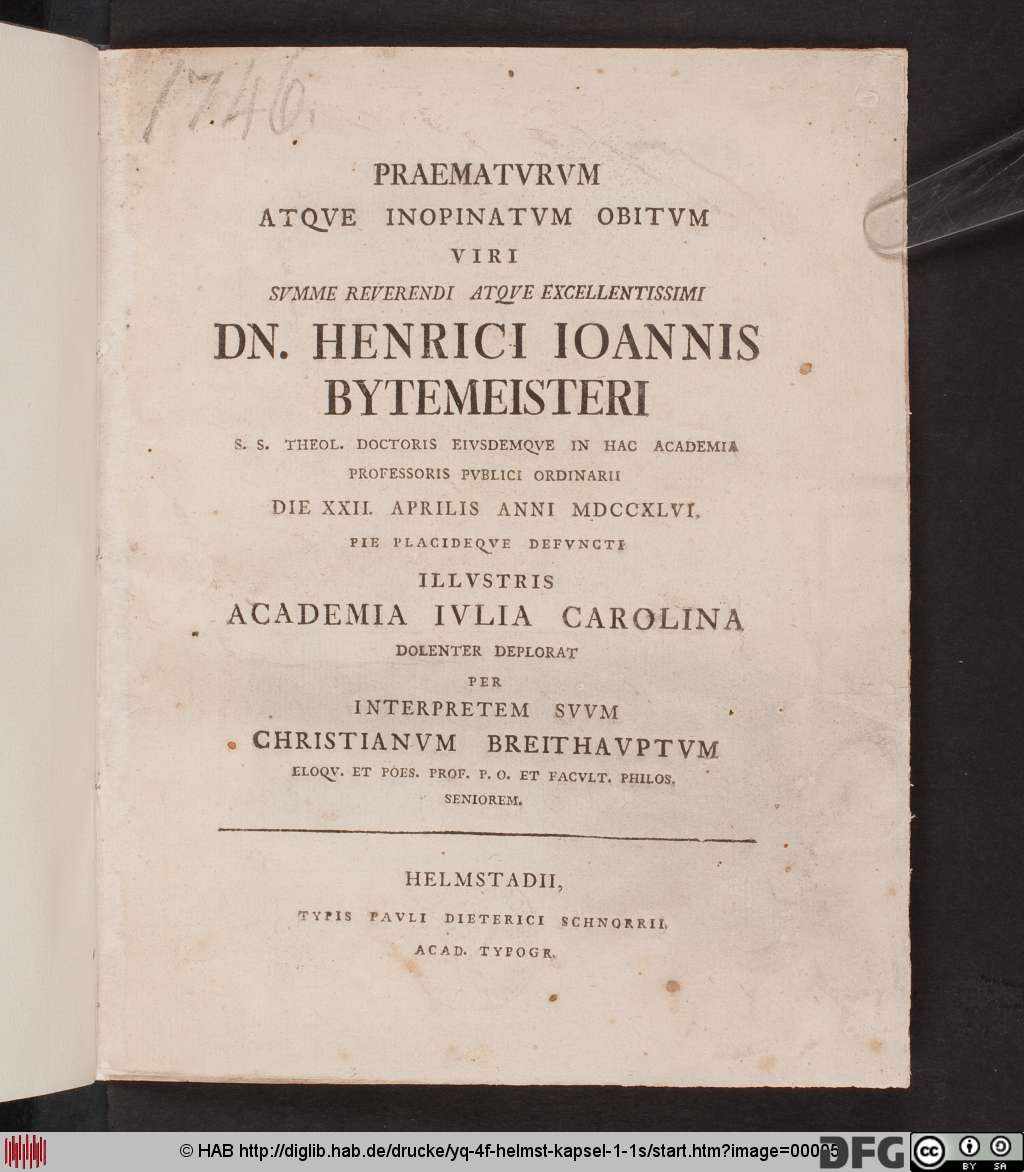 1746.
PRAEMATVRVM
ATQVE INOPINATVM OBITVM
VIRI
SVMME REVERENDI ATQVE EXCELLENTISSIMI
DN. HENRICI IOANNIS
BYTEMEISTERI
S. S. THEOL. DOCTORIS EIVSDEMQVE IN HAC ACADEMIA
PROFESSORIS PVBLICI ORDINARII
DIE XXII. APRILIS ANNI MDCCXLVI.
PIE PLACIDEQVE DEFVNCTI
ILLVSTRIS
ACADEMIA IVLIA CAROLINA
DOLENTER DEPLORAT
PER
INTERPRETEM SVVM
CHRISTIANVM BREITHAVPTVM
ELOQV. ET POES. PROF. P. O. ET FACVLT. PHILOS.
SENIOREM.
HELMSTADII,
TYPIS PAVLI DIETERICI SCHNORRII,
ACAD. TYPOGR.
© HAB http://diglib.hab.de/drucke/yq-4f-helmst-kapsel-1-1s/start.htm?image=00005
DFG
cc BY SA